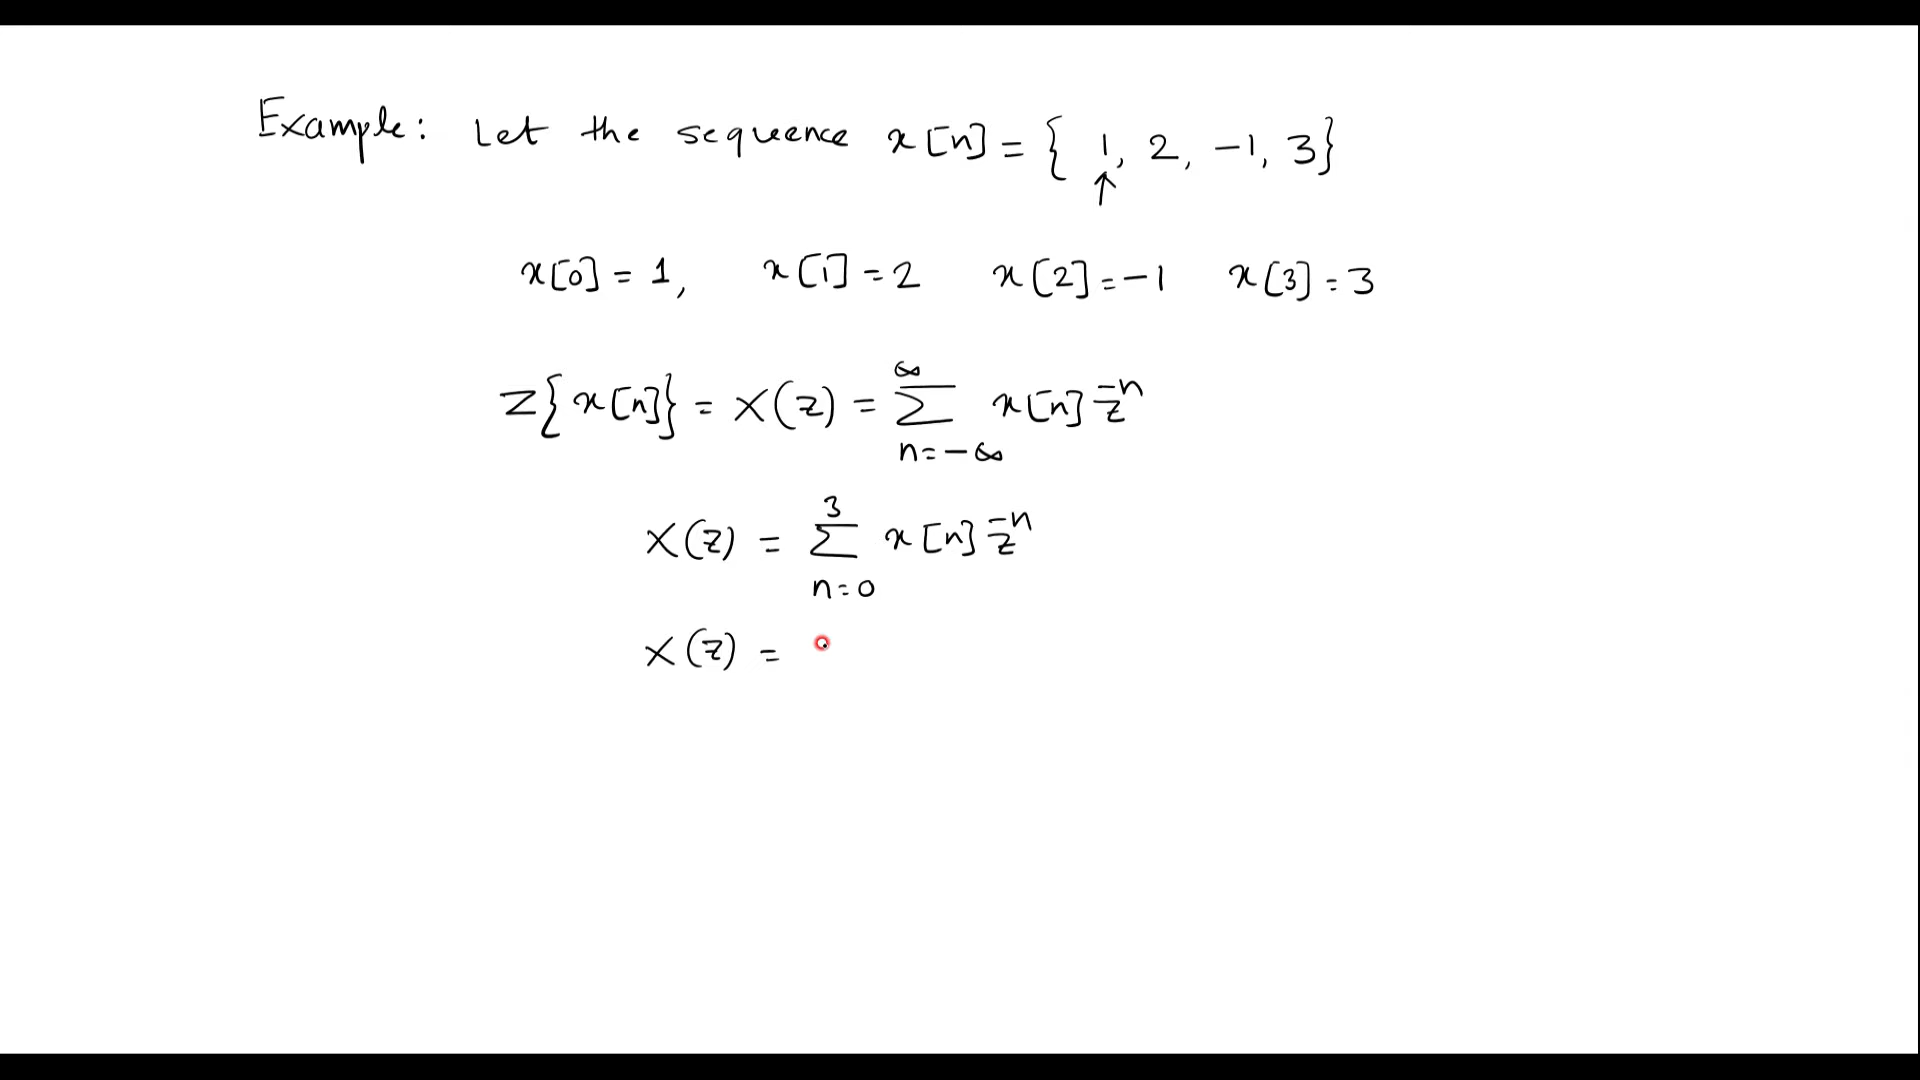 Example: Let the sequence x[n] = { 1, 2, -1, 3}
↑
x[0] = 1, x[1] = 2 x[2] = -1 x[3] = 3
Z{x[n]} = X(z) = ∑_{n=-∞}^{∞} x[n] z^{-n}
X(z) = ∑_{n=0}^{3} x[n] z^{-n}
X(z) =